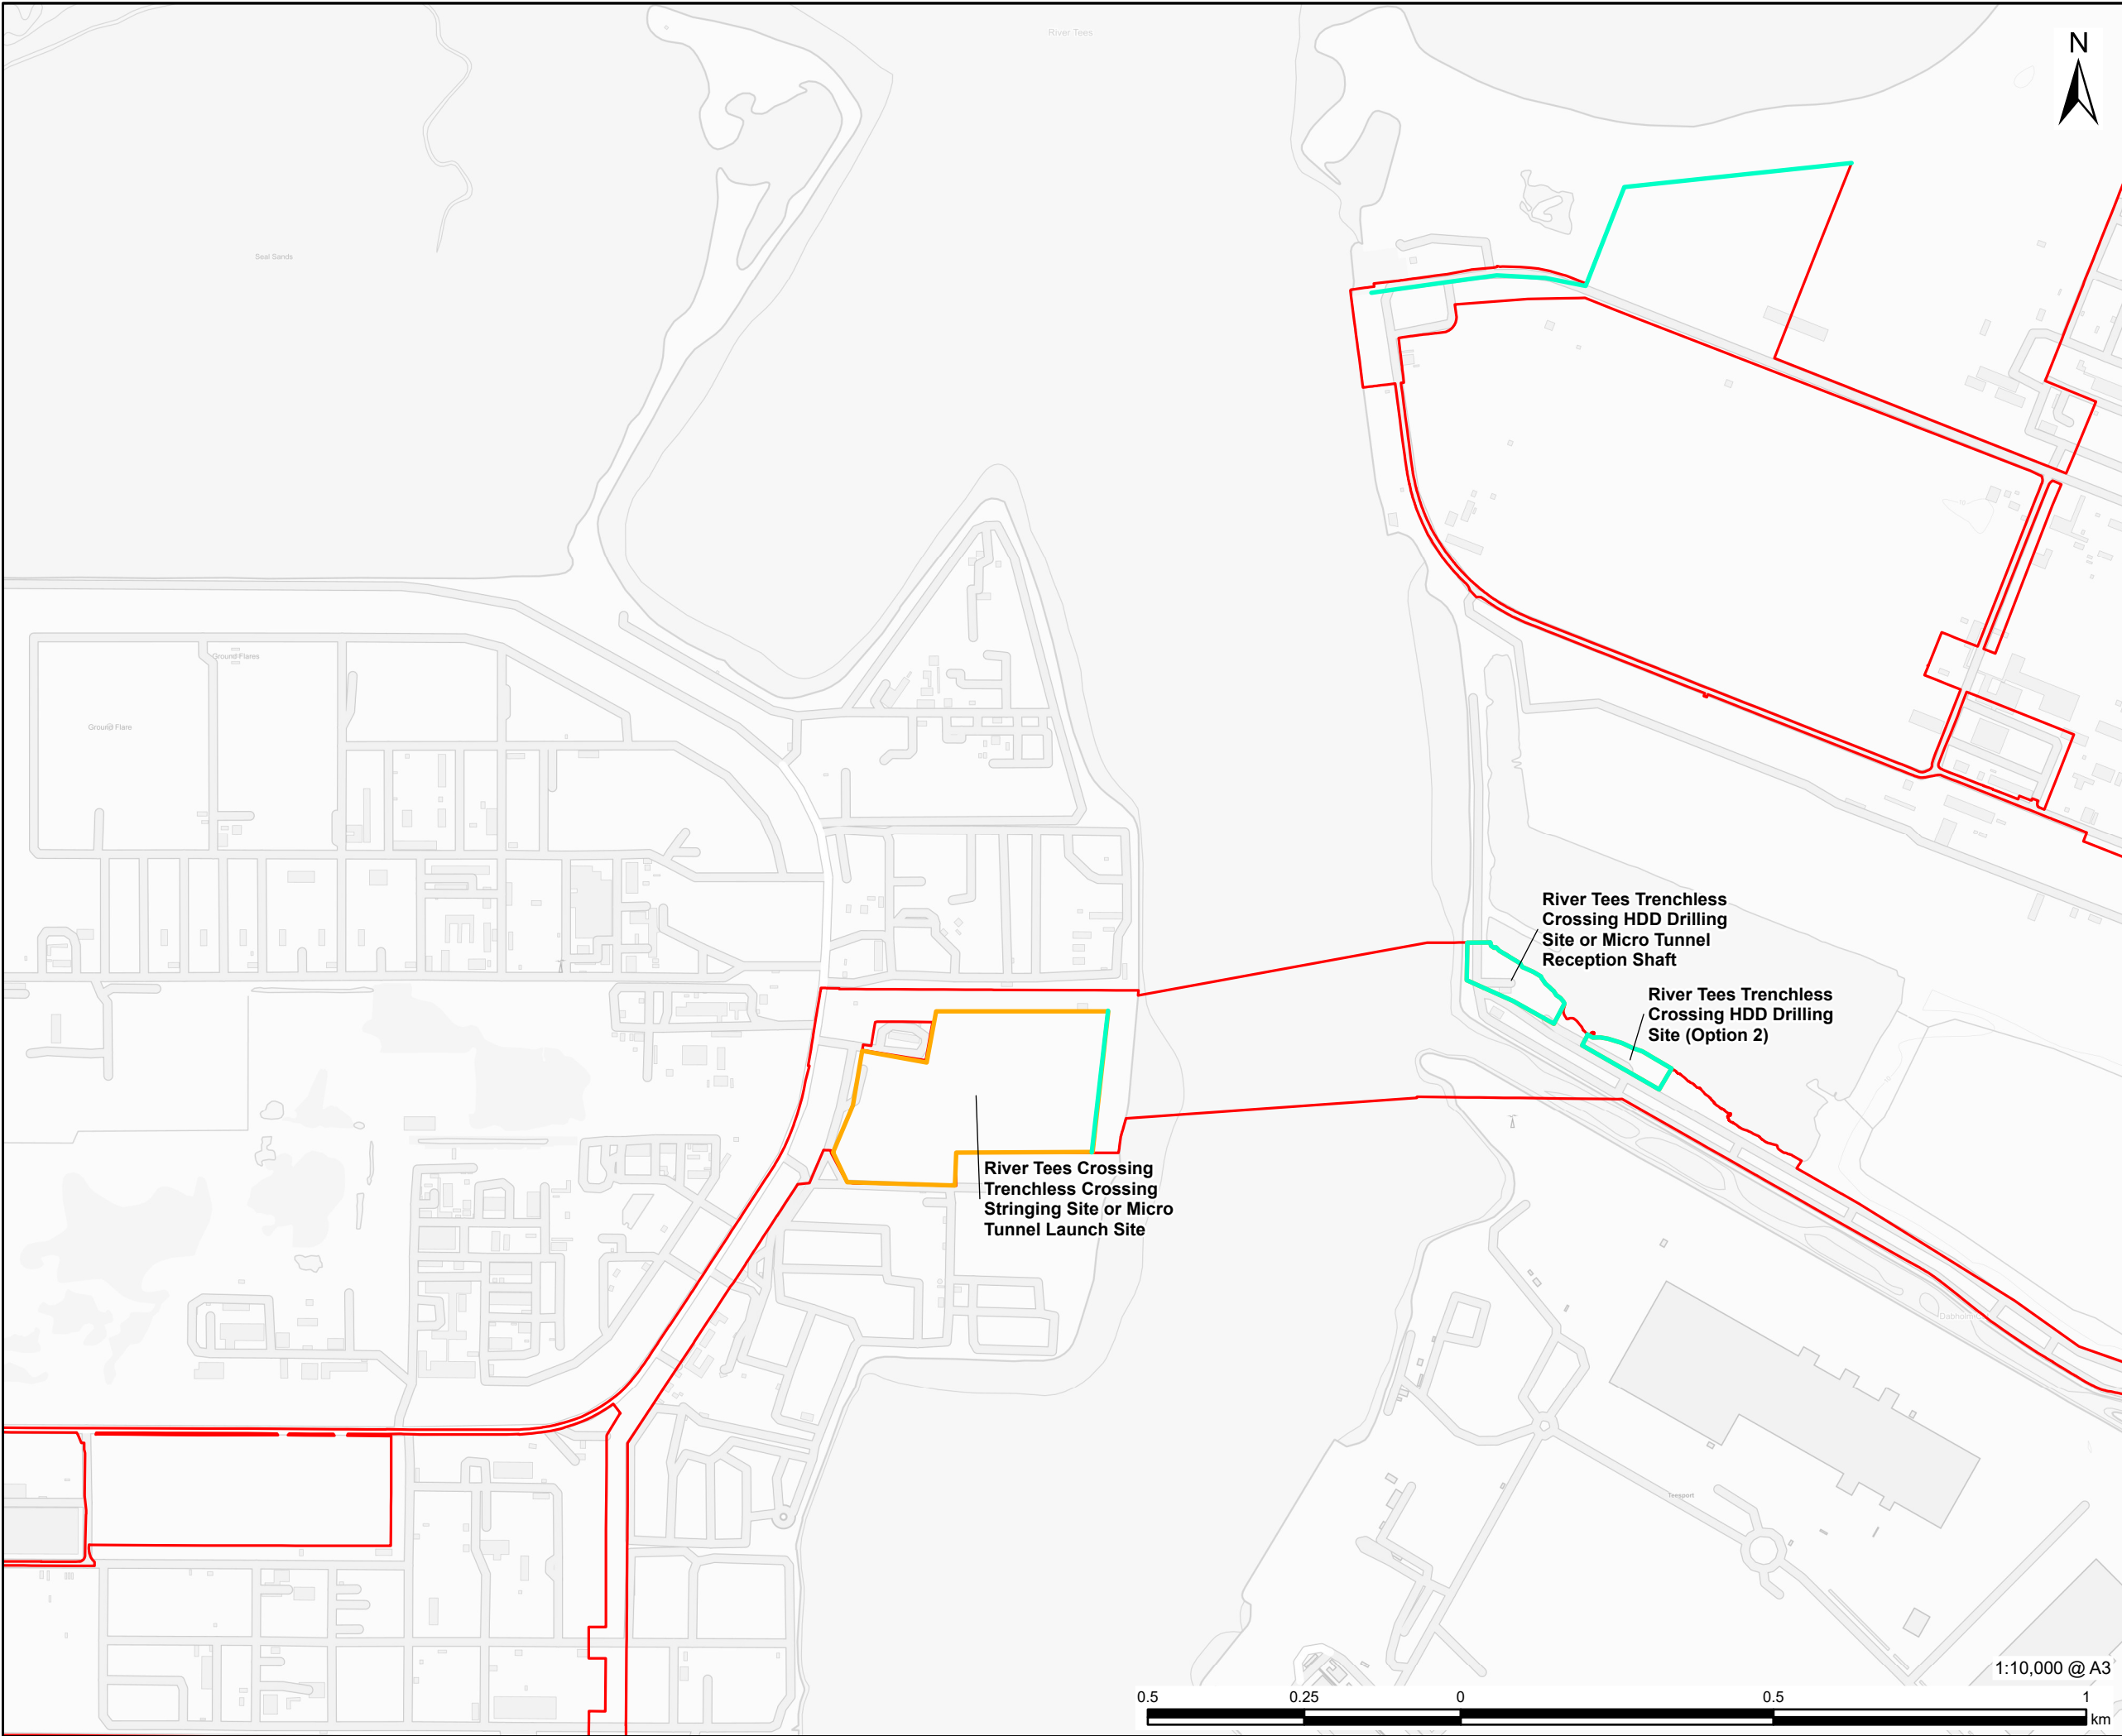 River Tees
N
Seal Sands
Ground Flares
Ground Flare
River Tees Trenchless
Crossing HDD Drilling
Site or Micro Tunnel
Reception Shaft
River Tees Trenchless
Crossing HDD Drilling
Site (Option 2)
River Tees Crossing
Trenchless Crossing
Stringing Site or Micro
Tunnel Launch Site
Teesport
1:10,000 @ A3
0.5
0.25
0
0.5
1
km